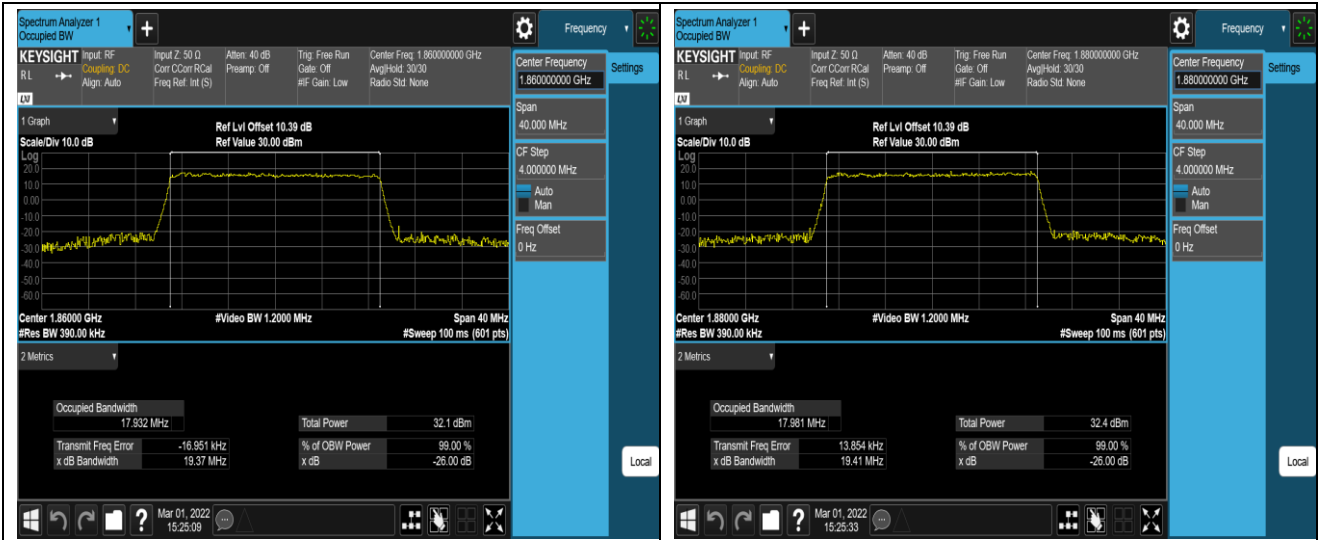 Spectrum Analyzer 1
Occupied BW
+
Frequency
KEYSIGHT
RL
LXI
Input: RF
Coupling: DC
Align: Auto
Input Z: 50 Ω
Corr CCorr RCal
Freq Ref: Int (S)
Atten: 40 dB
Preamp: Off
Trig: Free Run
Gate: Off
#IF Gain: Low
Center Freq: 1.860000000 GHz
Avg|Hold: 30/30
Radio Std: None
Center Frequency
1.860000000 GHz
Settings
Span
40.000 MHz
CF Step
4.000000 MHz
Auto
Man
Freq Offset
0 Hz
Local
1 Graph
Scale/Div 10.0 dB
Ref Lvl Offset 10.39 dB
Ref Value 30.00 dBm
Log
20.0
10.0
0.00
-10.0
-20.0
-30.0
-40.0
-50.0
-60.0
Center 1.86000 GHz
#Video BW 1.2000 MHz
Span 40 MHz
#Res BW 390.00 kHz
#Sweep 100 ms (601 pts)
2 Metrics
Occupied Bandwidth
17.932 MHz
Total Power 32.1 dBm
Transmit Freq Error -16.951 kHz
% of OBW Power 99.00 %
x dB Bandwidth 19.37 MHz
x dB -26.00 dB
?
Mar 01, 2022
15:25:09
Spectrum Analyzer 1
Occupied BW
+
Frequency
KEYSIGHT
RL
LXI
Input: RF
Coupling: DC
Align: Auto
Input Z: 50 Ω
Corr CCorr RCal
Freq Ref: Int (S)
Atten: 40 dB
Preamp: Off
Trig: Free Run
Gate: Off
#IF Gain: Low
Center Freq: 1.880000000 GHz
Avg|Hold: 30/30
Radio Std: None
Center Frequency
1.880000000 GHz
Settings
Span
40.000 MHz
CF Step
4.000000 MHz
Auto
Man
Freq Offset
0 Hz
Local
1 Graph
Scale/Div 10.0 dB
Ref Lvl Offset 10.39 dB
Ref Value 30.00 dBm
Log
20.0
10.0
0.00
-10.0
-20.0
-30.0
-40.0
-50.0
-60.0
Center 1.88000 GHz
#Video BW 1.2000 MHz
Span 40 MHz
#Res BW 390.00 kHz
#Sweep 100 ms (601 pts)
2 Metrics
Occupied Bandwidth
17.981 MHz
Total Power 32.4 dBm
Transmit Freq Error 13.854 kHz
% of OBW Power 99.00 %
x dB Bandwidth 19.41 MHz
x dB -26.00 dB
?
Mar 01, 2022
15:25:33